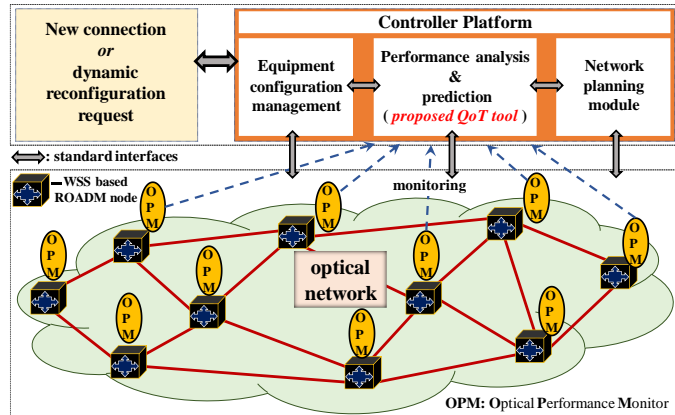 New connection
or
dynamic
reconfiguration
request
Controller Platform
Equipment
configuration
management
Performance analysis
&
prediction
( proposed QoT tool )
Network
planning
module
: standard interfaces
WSS based
ROADM node
monitoring
optical
network
O
P
M
O
P
M
O
P
M
O
P
M
O
P
M
O
P
M
O
P
M
O
P
M
O
P
M
O
P
M
OPM: Optical Performance Monitor